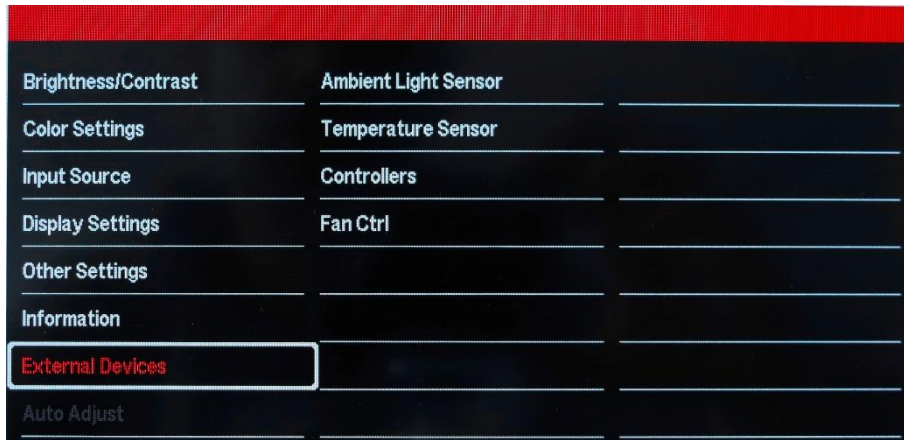 Brightness/Contrast
Ambient Light Sensor
Color Settings
Temperature Sensor
Input Source
Controllers
Display Settings
Fan Ctrl
Other Settings
Information
External Devices
Auto Adjust